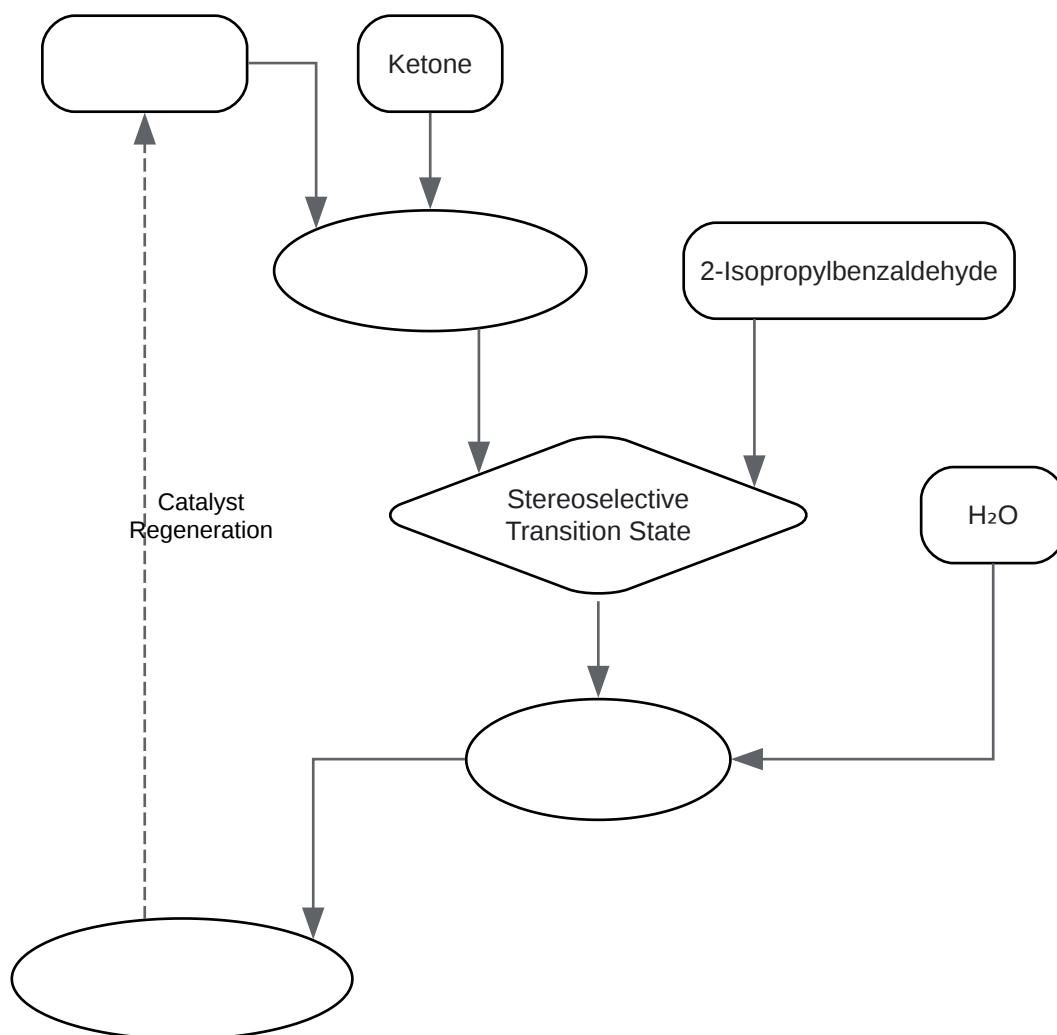 Ketone
2-Isopropylbenzaldehyde
Stereoselective
Transition State
H₂O
Catalyst
Regeneration